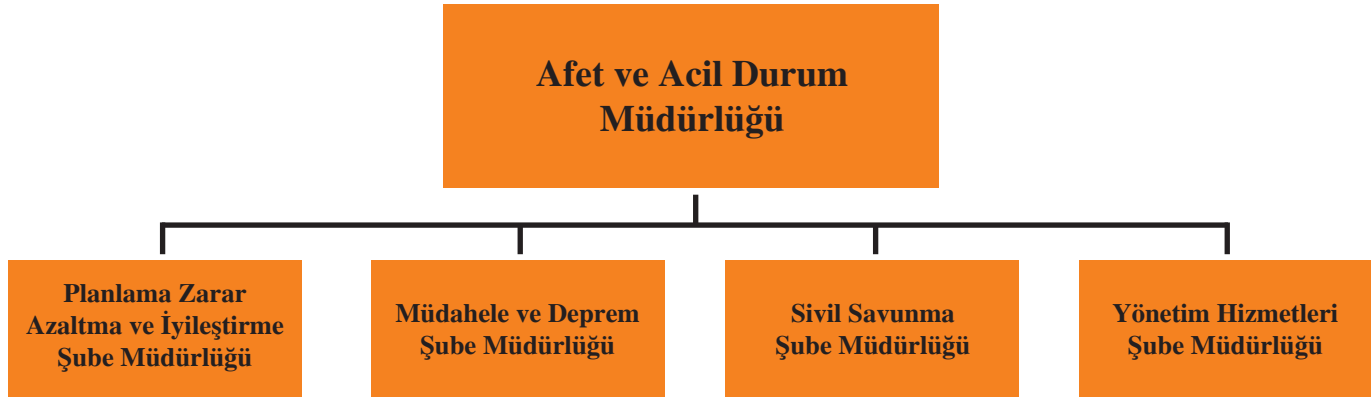 Afet ve Acil Durum
Müdürlüğü
Planlama Zarar
Azaltma ve İyileştirme
Şube Müdürlüğü
Müdahele ve Deprem
Şube Müdürlüğü
Sivil Savunma
Şube Müdürlüğü
Yönetim Hizmetleri
Şube Müdürlüğü